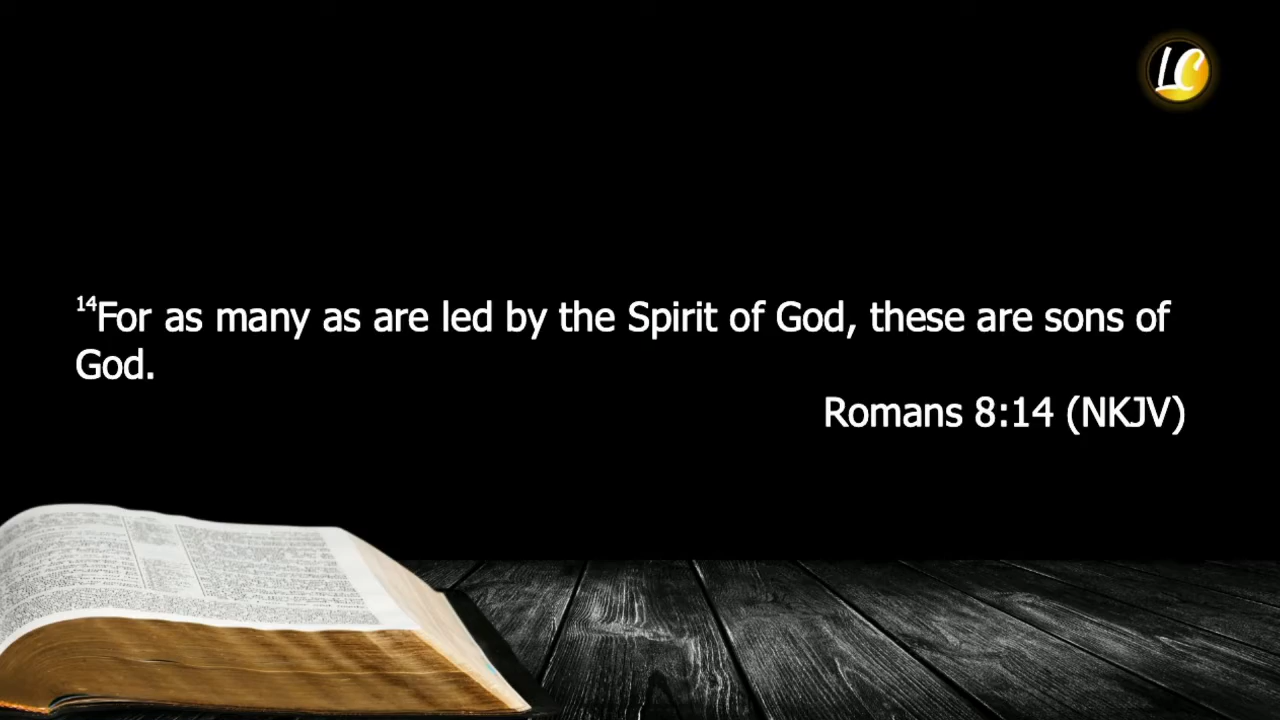 LC
¹⁴For as many as are led by the Spirit of God, these are sons of
God.
Romans 8:14 (NKJV)